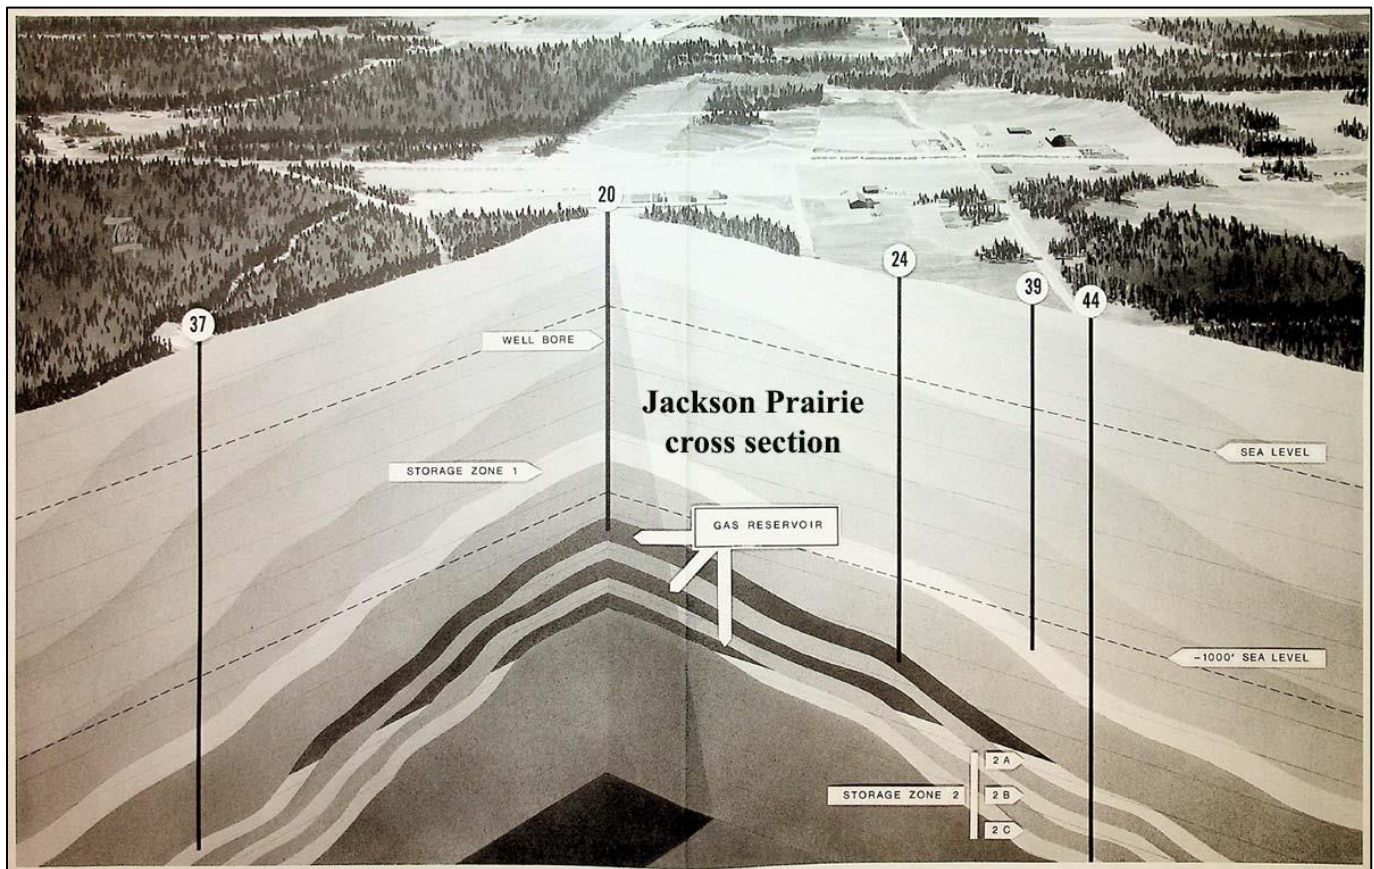 20
24
39
44
37
WELL BORE
Jackson Prairie
cross section
SEA LEVEL
STORAGE ZONE 1
GAS RESERVOIR
-1000' SEA LEVEL
2 A
STORAGE ZONE 2
2 B
2 C